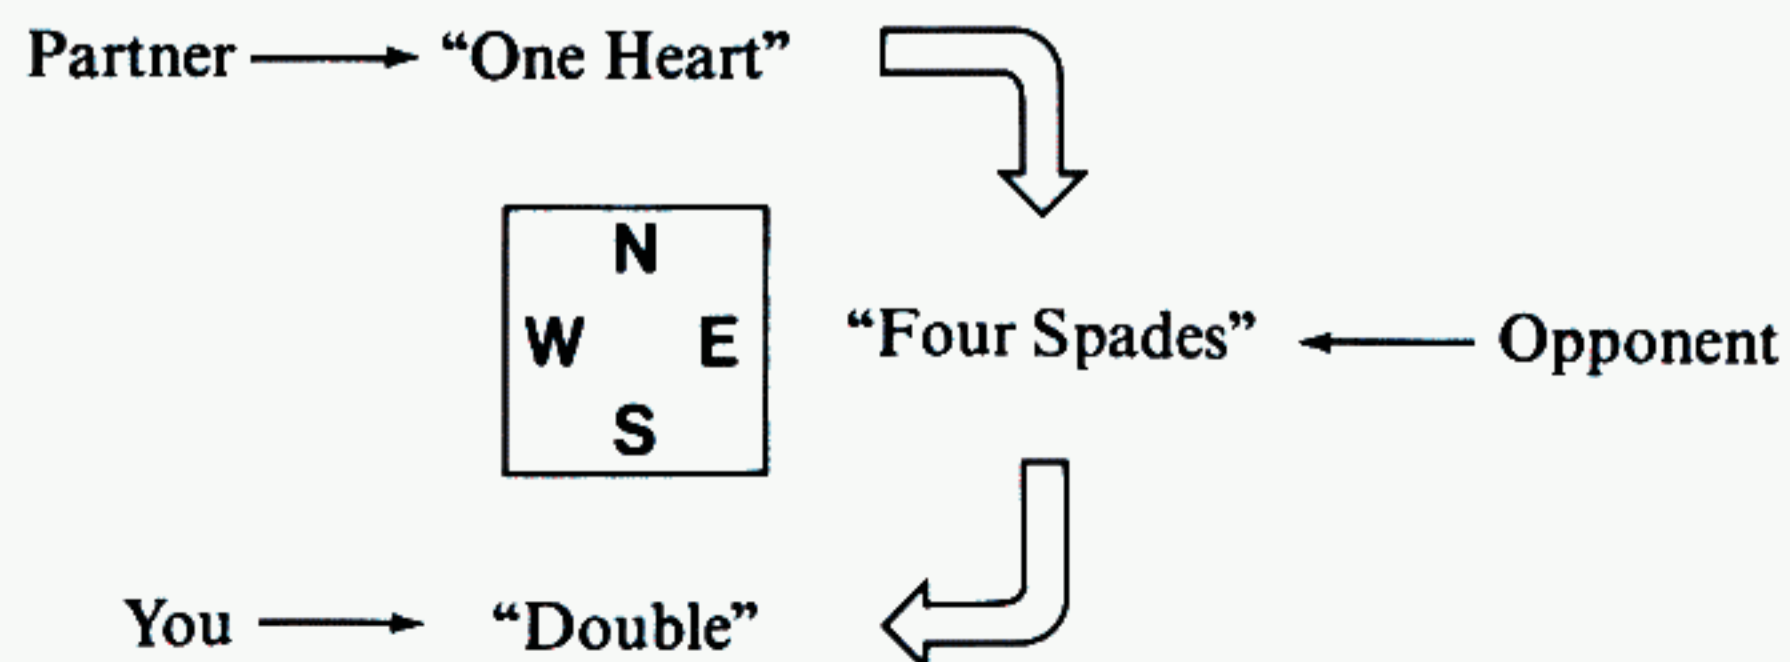 Partner “One Heart”
N
W E “Four Spades” Opponent
S
You “Double”